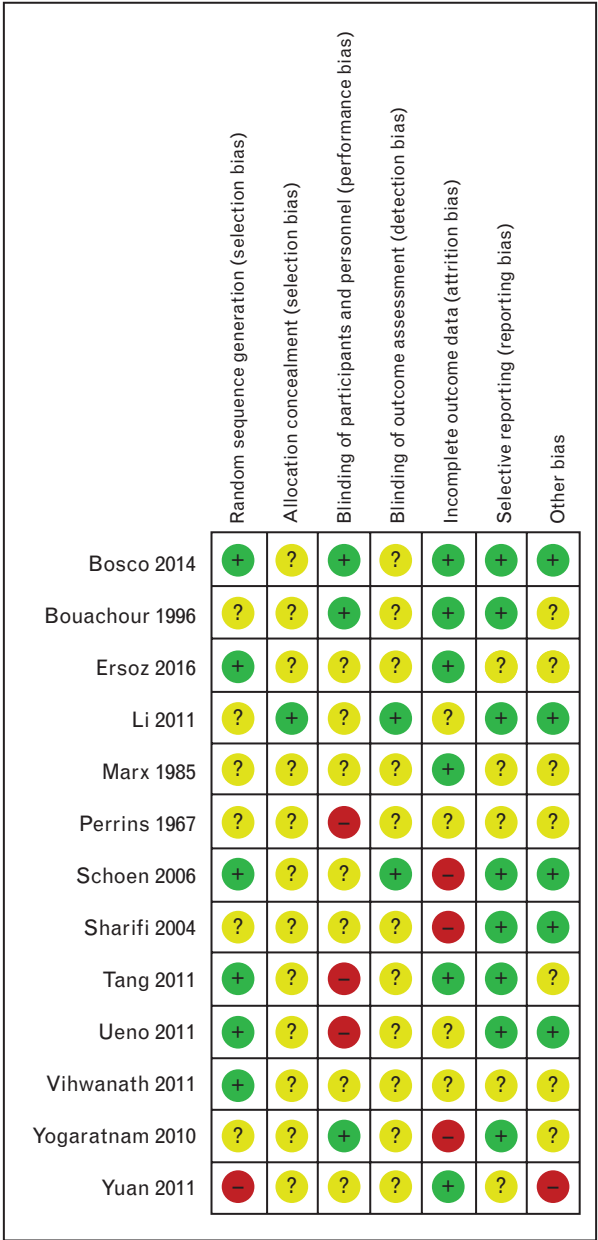 Random sequence generation (selection bias)
Allocation concealment (selection bias)
Blinding of participants and personnel (performance bias)
Blinding of outcome assessment (detection bias)
Incomplete outcome data (attrition bias)
Selective reporting (reporting bias)
Other bias
Bosco 2014 + ? + ? + + +
Bouachour 1996 ? ? + ? + + ?
Ersoz 2016 + ? ? ? + ? ?
Li 2011 ? + ? + ? + +
Marx 1985 ? ? ? ? + ? ?
Perrins 1967 ? ? – ? ? ? ?
Schoen 2006 + ? ? + – + +
Sharifi 2004 ? ? ? ? – + +
Tang 2011 + ? – ? + + ?
Ueno 2011 + ? – ? ? + +
Vihwanath 2011 + ? ? ? ? ? ?
Yogaratnam 2010 ? ? + ? – + ?
Yuan 2011 – ? ? ? + ? –